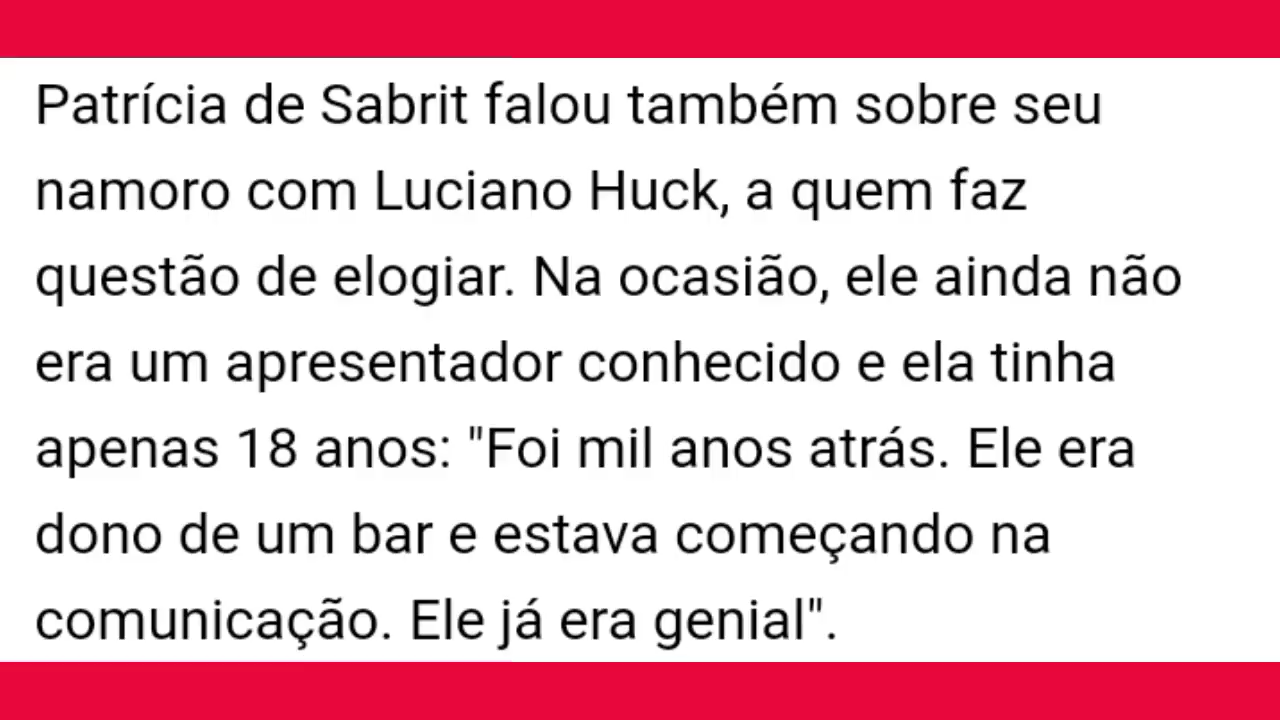 Patrícia de Sabrit falou também sobre seu
namoro com Luciano Huck, a quem faz
questão de elogiar. Na ocasião, ele ainda não
era um apresentador conhecido e ela tinha
apenas 18 anos: "Foi mil anos atrás. Ele era
dono de um bar e estava começando na
comunicação. Ele já era genial".